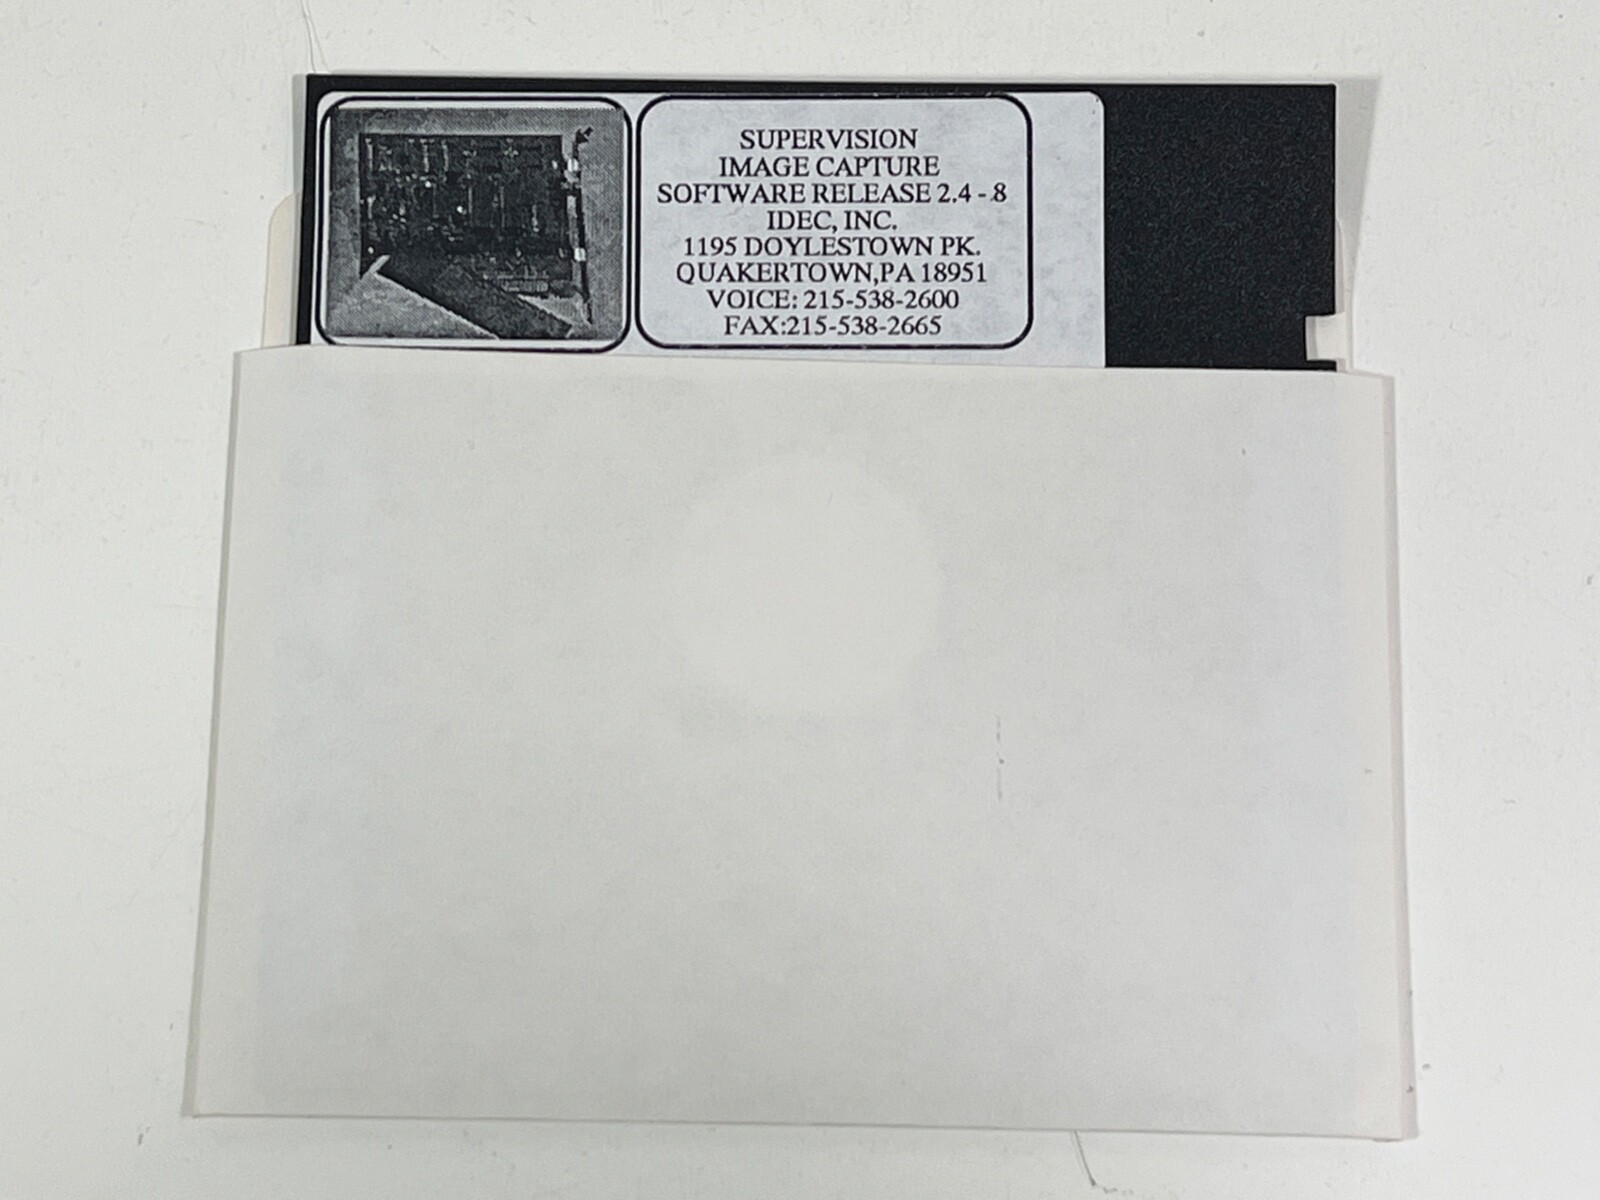 SUPERVISION
IMAGE CAPTURE
SOFTWARE RELEASE 2.4 - 8
IDEC, INC.
1195 DOYLESTOWN PK.
QUAKERTOWN,PA 18951
VOICE: 215-538-2600
FAX:215-538-2665